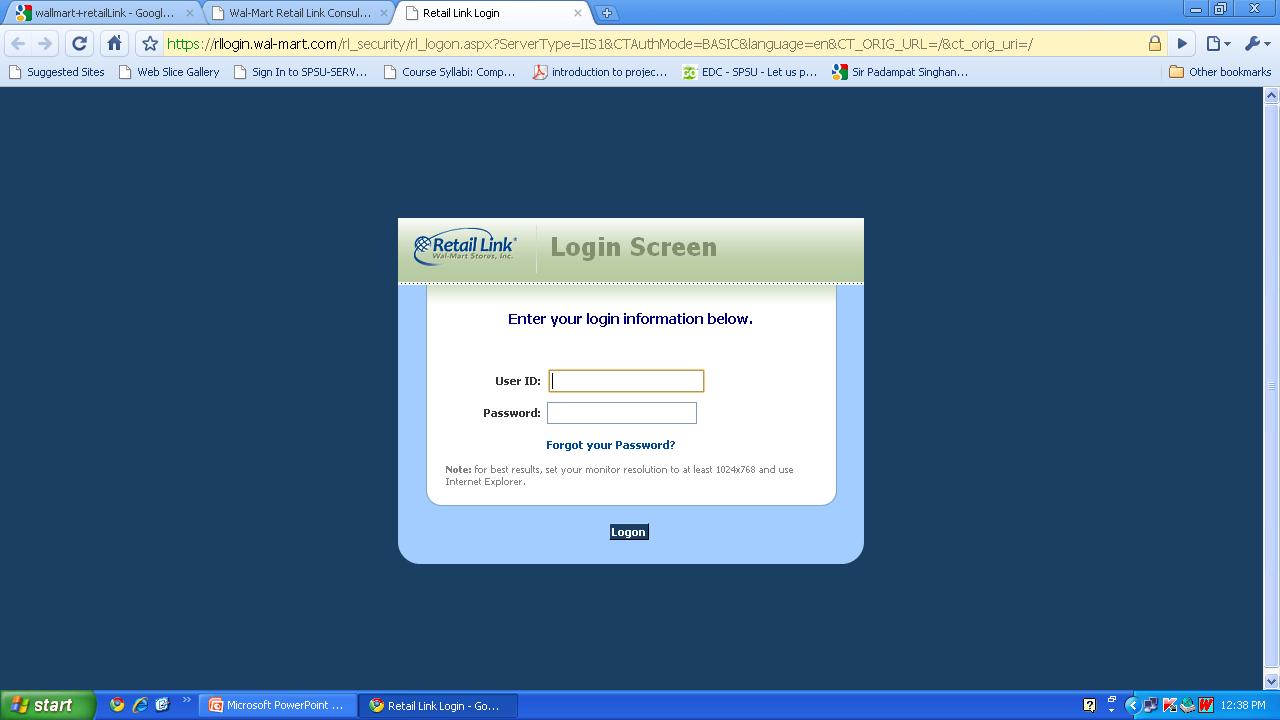 wallmart+retailLink - Googl...
Wal-Mart Retail Link Consul...
Retail Link Login
https://rllogin.wal-mart.com/rl_security/rl_logon.aspx?ServerType=IIS1&CTAuthMode=BASIC&language=en&CT_ORIG_URL=/&ct_orig_uri=/
Suggested Sites
Web Slice Gallery
Sign In to SPSU-SERV...
Course Syllabi: Comp...
introduction to projec...
GO EDC - SPSU - Let us p...
Sir Padampat Singhan...
Other bookmarks
Retail Link®
Wal-Mart Stores, Inc.
Login Screen
Enter your login information below.
User ID:
Password:
Forgot your Password?
Note: for best results, set your monitor resolution to at least 1024x768 and use
Internet Explorer.
Logon
start
Microsoft PowerPoint ...
Retail Link Login - Go...
12:38 PM